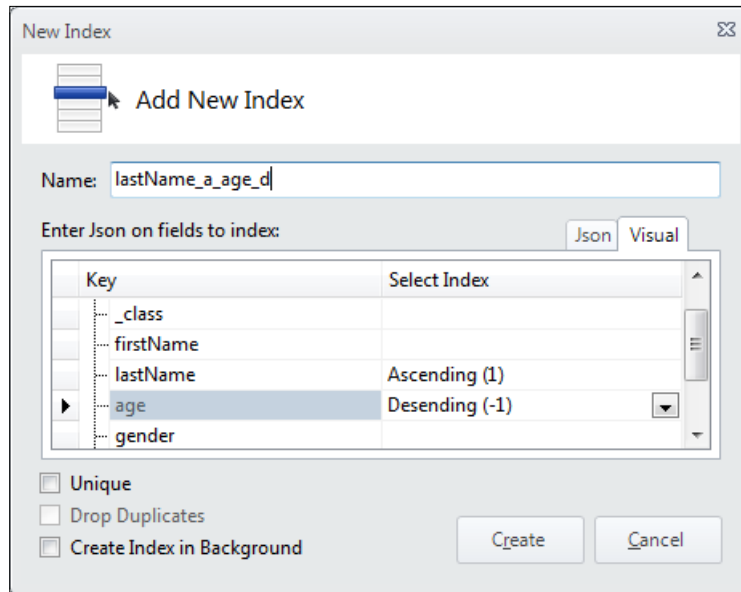 New Index
Add New Index
Name: lastName_a_age_d
Enter Json on fields to index: Json Visual
Key Select Index
_class
firstName
lastName Ascending (1)
age Desending (-1)
gender
Unique
Drop Duplicates
Create Index in Background
Create Cancel